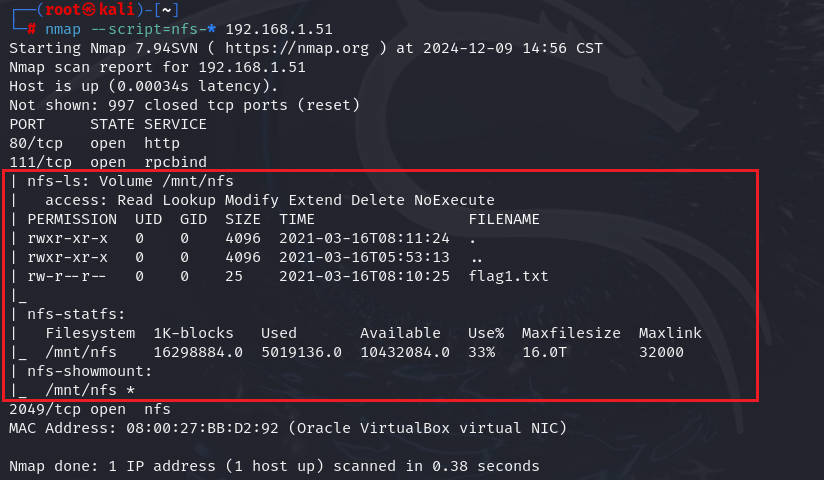 ┌──(root㉿kali)-[~]
└─# nmap --script=nfs-* 192.168.1.51
Starting Nmap 7.94SVN ( https://nmap.org ) at 2024-12-09 14:56 CST
Nmap scan report for 192.168.1.51
Host is up (0.00034s latency).
Not shown: 997 closed tcp ports (reset)
PORT     STATE SERVICE
80/tcp   open  http
111/tcp  open  rpcbind
| nfs-ls: Volume /mnt/nfs
|   access: Read Lookup Modify Extend Delete NoExecute
| PERMISSION  UID  GID  SIZE  TIME                 FILENAME
| rwxr-xr-x   0    0    4096  2021-03-16T08:11:24  .
| rwxr-xr-x   0    0    4096  2021-03-16T05:53:13  ..
| rw-r--r--   0    0    25    2021-03-16T08:10:25  flag1.txt
|_
| nfs-statfs:
|   Filesystem  1K-blocks   Used       Available   Use%  Maxfilesize  Maxlink
|_  /mnt/nfs    16298884.0  5019136.0  10432084.0  33%   16.0T        32000
| nfs-showmount:
|_  /mnt/nfs *
2049/tcp open  nfs
MAC Address: 08:00:27:BB:D2:92 (Oracle VirtualBox virtual NIC)
Nmap done: 1 IP address (1 host up) scanned in 0.38 seconds